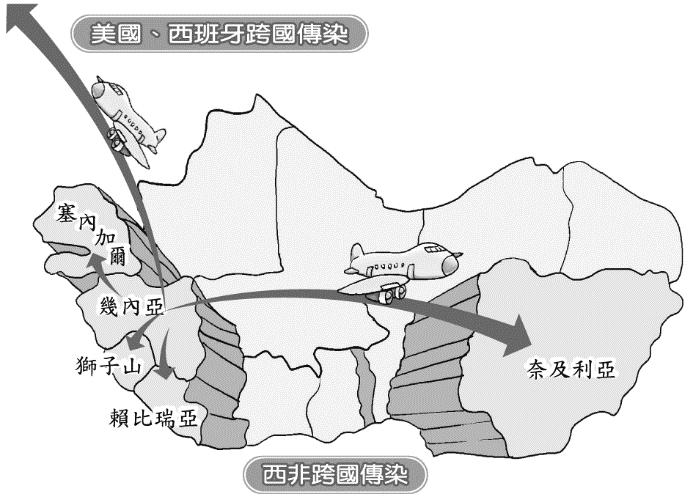 美國、西班牙跨國傳染
塞內加爾
幾內亞
獅子山
賴比瑞亞
奈及利亞
西非跨國傳染